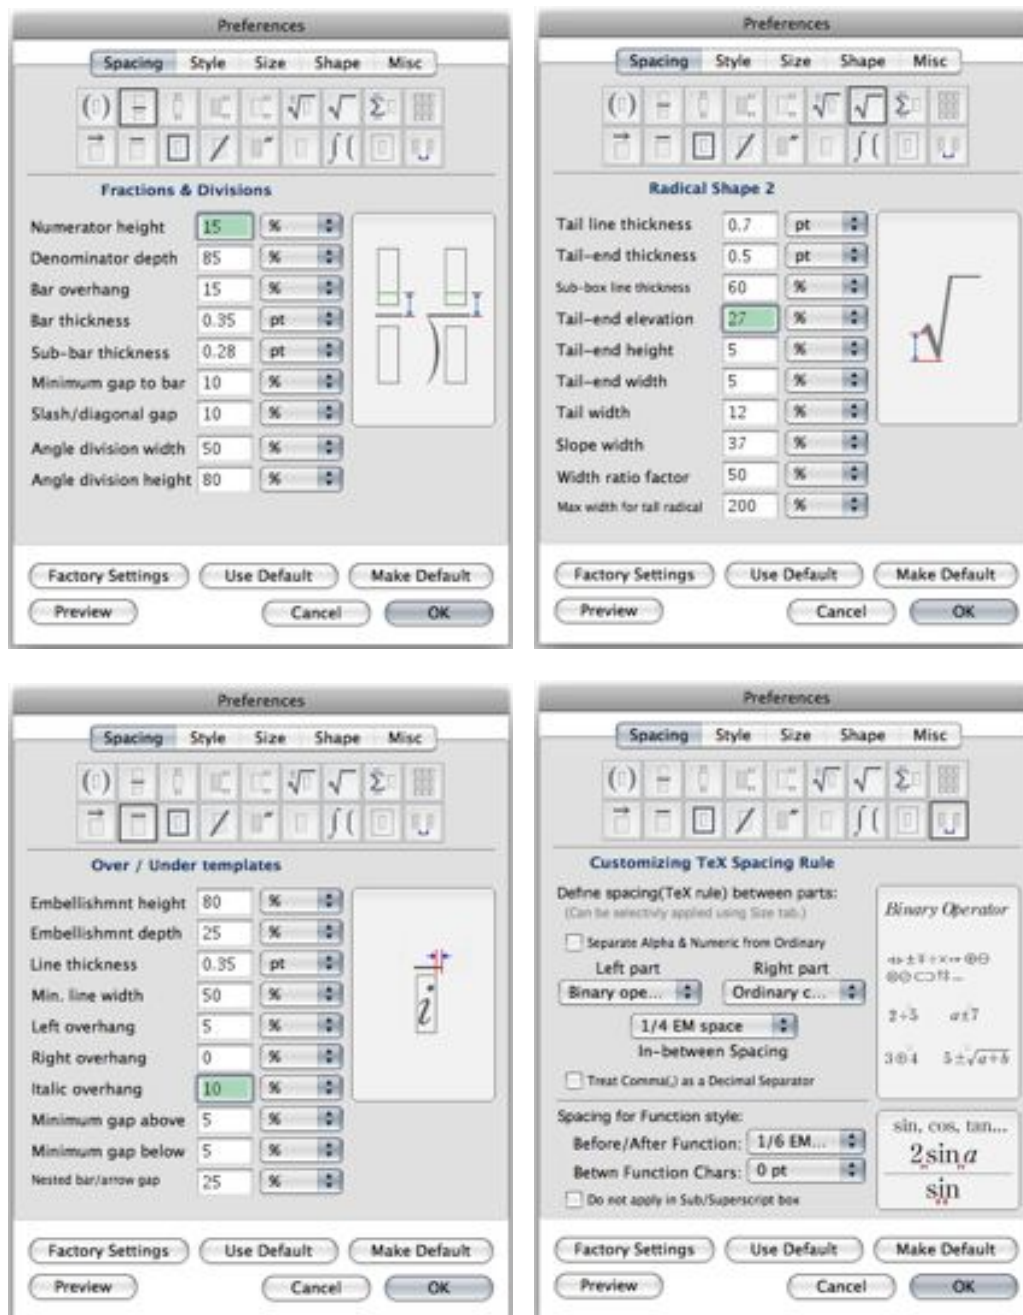 Preferences
Spacing Style Size Shape Misc
Fractions & Divisions
Numerator height 15 %
Denominator depth 85 %
Bar overhang 15 %
Bar thickness 0.35 pt
Sub-bar thickness 0.28 pt
Minimum gap to bar 10 %
Slash/diagonal gap 10 %
Angle division width 50 %
Angle division height 80 %
Factory Settings Use Default Make Default
Preview Cancel OK
Preferences
Spacing Style Size Shape Misc
Radical Shape 2
Tail line thickness 0.7 pt
Tail-end thickness 0.5 pt
Sub-box line thickness 60 %
Tail-end elevation 27 %
Tail-end height 5 %
Tail-end width 5 %
Tail width 12 %
Slope width 37 %
Width ratio factor 50 %
Max width for tall radical 200 %
Factory Settings Use Default Make Default
Preview Cancel OK
Preferences
Spacing Style Size Shape Misc
Over / Under templates
Embellishmnt height 80 %
Embellishmnt depth 25 %
Line thickness 0.35 pt
Min. line width 50 %
Left overhang 5 %
Right overhang 0 %
Italic overhang 10 %
Minimum gap above 5 %
Minimum gap below 5 %
Nested bar/arrow gap 25 %
i
Factory Settings Use Default Make Default
Preview Cancel OK
Preferences
Spacing Style Size Shape Misc
Customizing TeX Spacing Rule
Define spacing(TeX rule) between parts:
(Can be selectivly applied using Size tab.)
Separate Alpha & Numeric from Ordinary
Left part Right part
Binary ope... Ordinary c...
1/4 EM space
In-between Spacing
Treat Comma(,) as a Decimal Separator
Binary Operator
2÷5 a±7
3⊗4 5±√a+b
Spacing for Function style:
Before/After Function: 1/6 EM...
Betwn Function Chars: 0 pt
Do not apply in Sub/Superscript box
sin, cos, tan...
2sin a
sin
Factory Settings Use Default Make Default
Preview Cancel OK